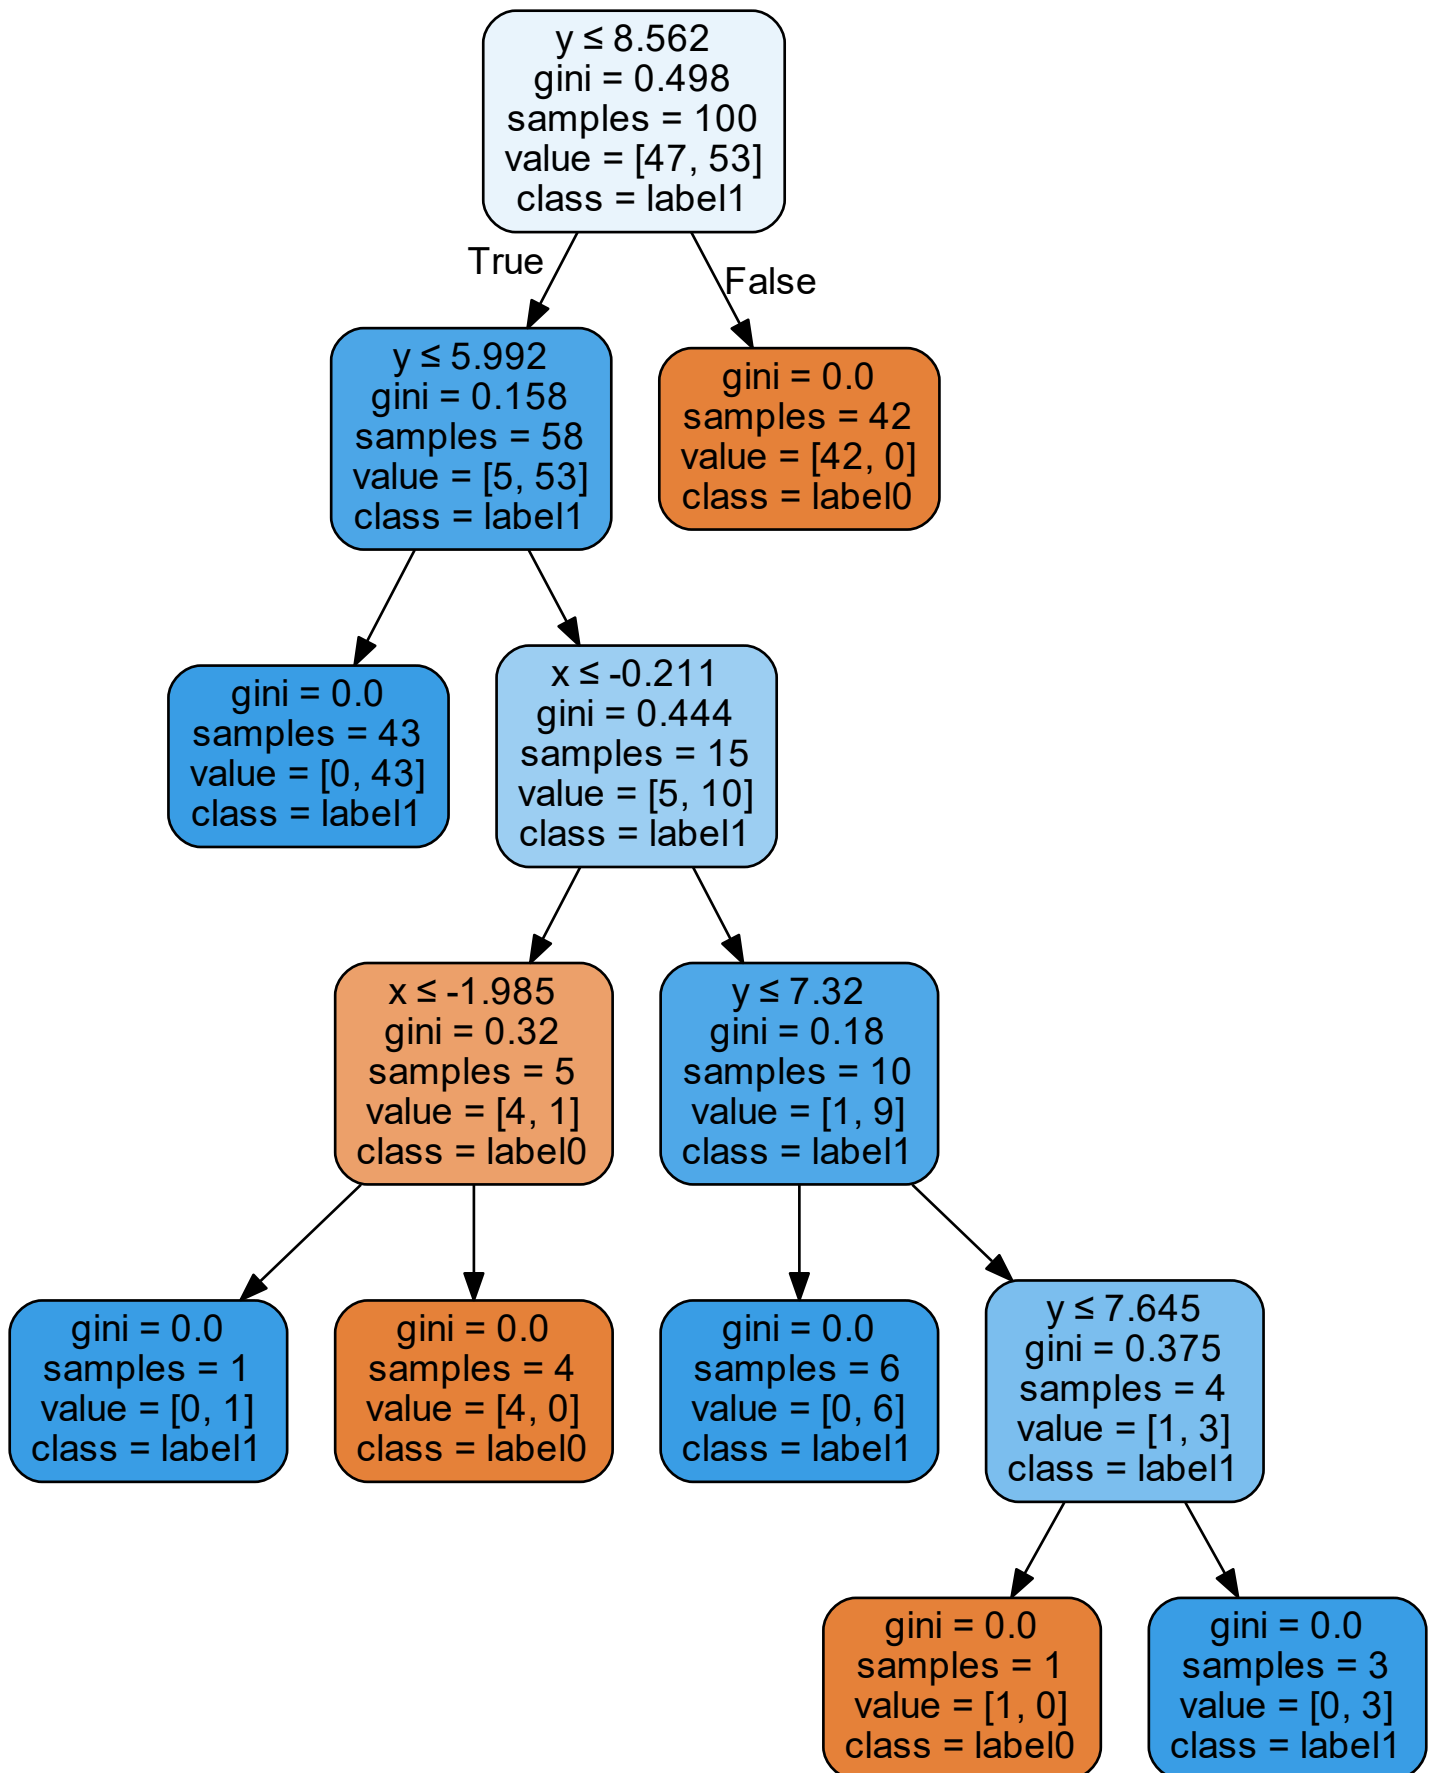 y ≤ 8.562
gini = 0.498
samples = 100
value = [47, 53]
class = label1
True
False
y ≤ 5.992
gini = 0.158
samples = 58
value = [5, 53]
class = label1
gini = 0.0
samples = 42
value = [42, 0]
class = label0
gini = 0.0
samples = 43
value = [0, 43]
class = label1
x ≤ -0.211
gini = 0.444
samples = 15
value = [5, 10]
class = label1
x ≤ -1.985
gini = 0.32
samples = 5
value = [4, 1]
class = label0
y ≤ 7.32
gini = 0.18
samples = 10
value = [1, 9]
class = label1
gini = 0.0
samples = 1
value = [0, 1]
class = label1
gini = 0.0
samples = 4
value = [4, 0]
class = label0
gini = 0.0
samples = 6
value = [0, 6]
class = label1
y ≤ 7.645
gini = 0.375
samples = 4
value = [1, 3]
class = label1
gini = 0.0
samples = 1
value = [1, 0]
class = label0
gini = 0.0
samples = 3
value = [0, 3]
class = label1